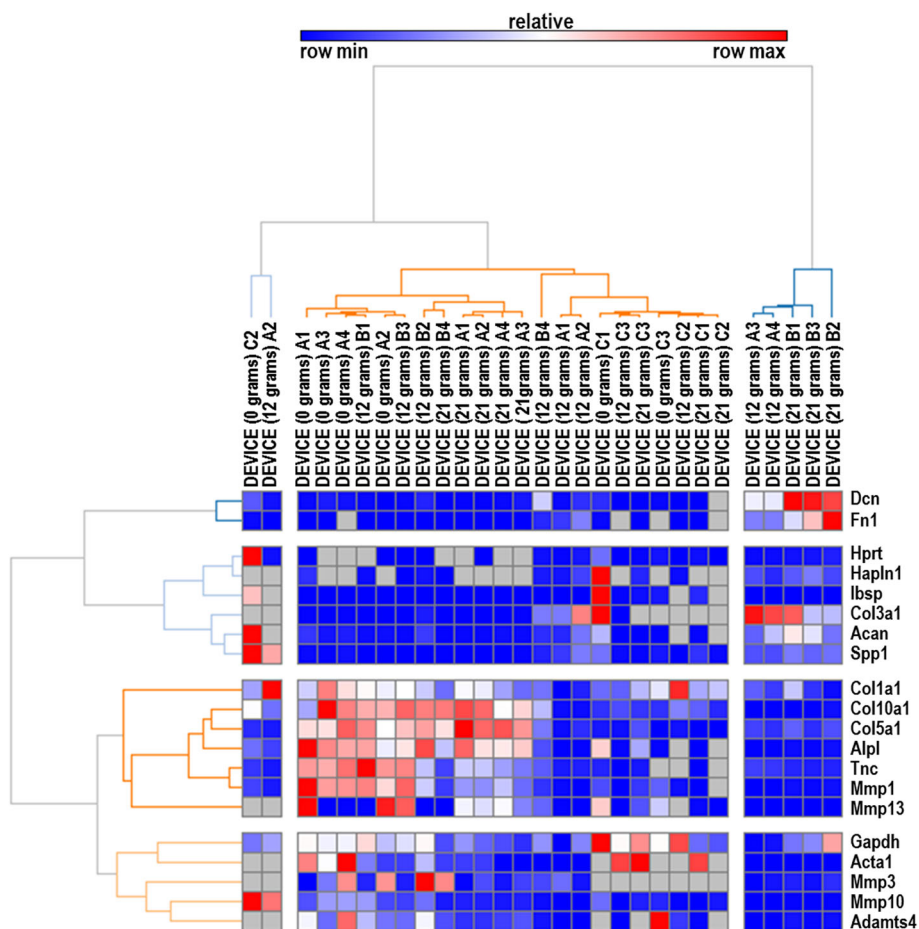 relative
row min
row max
DEVICE (0 grams) C2
DEVICE (12 grams) A2
DEVICE (0 grams) A1
DEVICE (0 grams) A3
DEVICE (0 grams) A4
DEVICE (12 grams) B1
DEVICE (0 grams) A2
DEVICE (12 grams) B3
DEVICE (12 grams) B2
DEVICE (21 grams) B4
DEVICE (21 grams) A1
DEVICE (21 grams) A2
DEVICE (21 grams) A4
DEVICE ( 21grams) A3
DEVICE (12 grams) B4
DEVICE (12 grams) A1
DEVICE (12 grams) A2
DEVICE (0 grams) C1
DEVICE (12 grams) C3
DEVICE (21 grams) C3
DEVICE (0 grams) C3
DEVICE (12 grams) C2
DEVICE (21 grams) C1
DEVICE (21 grams) C2
DEVICE (12 grams) A3
DEVICE (12 grams) A4
DEVICE (21 grams) B1
DEVICE (21 grams) B3
DEVICE (21 grams) B2
Dcn
Fn1
Hprt
Hapln1
Ibsp
Col3a1
Acan
Spp1
Col1a1
Col10a1
Col5a1
Alpl
Tnc
Mmp1
Mmp13
Gapdh
Acta1
Mmp3
Mmp10
Adamts4